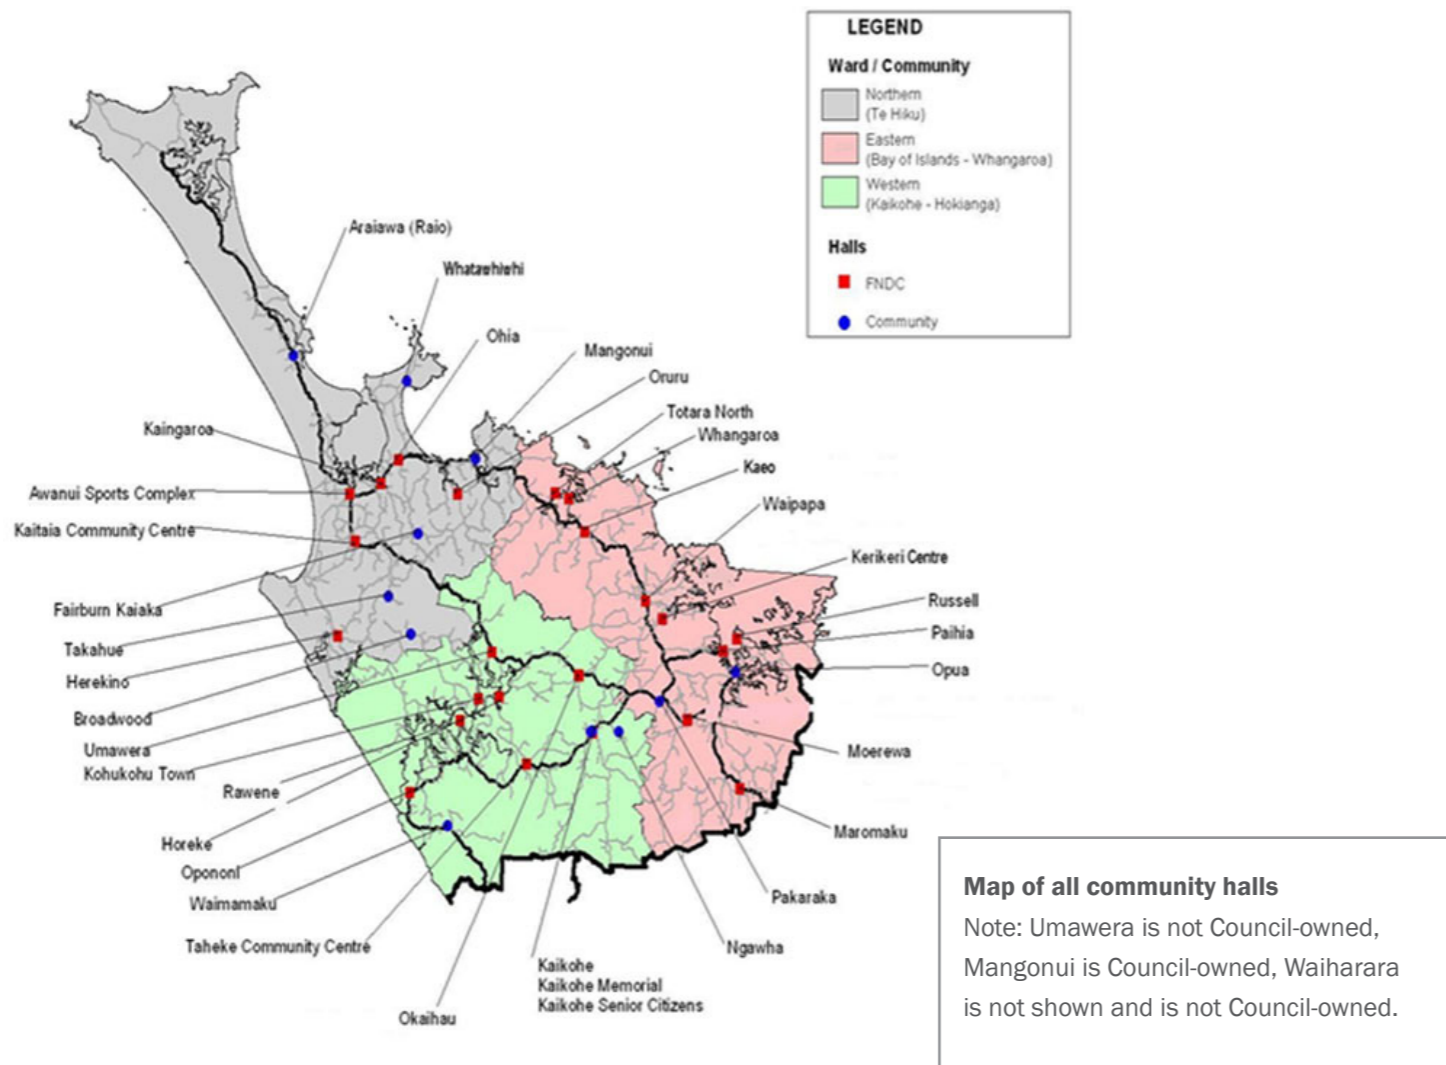 LEGEND
Ward / Community
Northern
(Te Hiku)
Eastern
(Bay of Islands - Whangaroa)
Western
(Kaikohe - Hokianga)
Halls
FNDC
Community
Araiawa (Raio)
Ohia
Mangonui
Oruru
Totara North
Whangaroa
Kaeo
Waipapa
Kerikeri Centre
Russell
Paihia
Opua
Moerewa
Maromaku
Pakaraka
Ngawha
Kaikohe
Kaikohe Memorial
Kaikohe Senior Citizens
Okaihau
Kaingaroa
Awanui Sports Complex
Kaitaia Community Centre
Fairburn Kaiaka
Takahue
Herekino
Broadwood
Umawera
Kohukohu Town
Rawene
Horeke
Opononi
Waimamaku
Taheke Community Centre
Map of all community halls
Note: Umawera is not Council-owned,
Mangonui is Council-owned, Waiharara
is not shown and is not Council-owned.